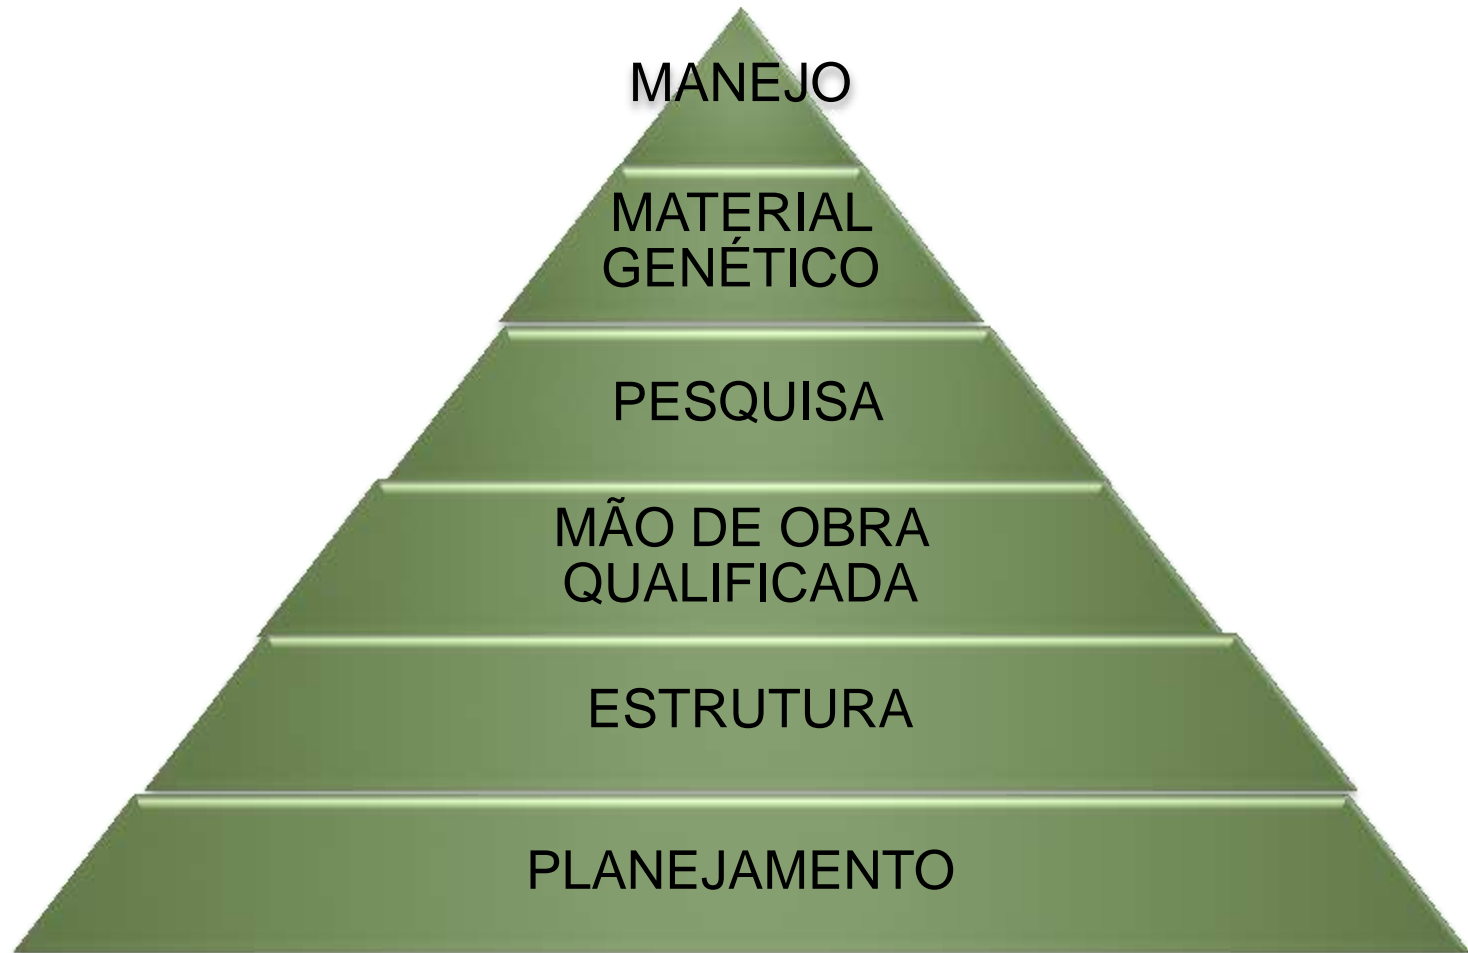 MANEJO
MATERIAL
GENÉTICO
PESQUISA
MÃO DE OBRA
QUALIFICADA
ESTRUTURA
PLANEJAMENTO